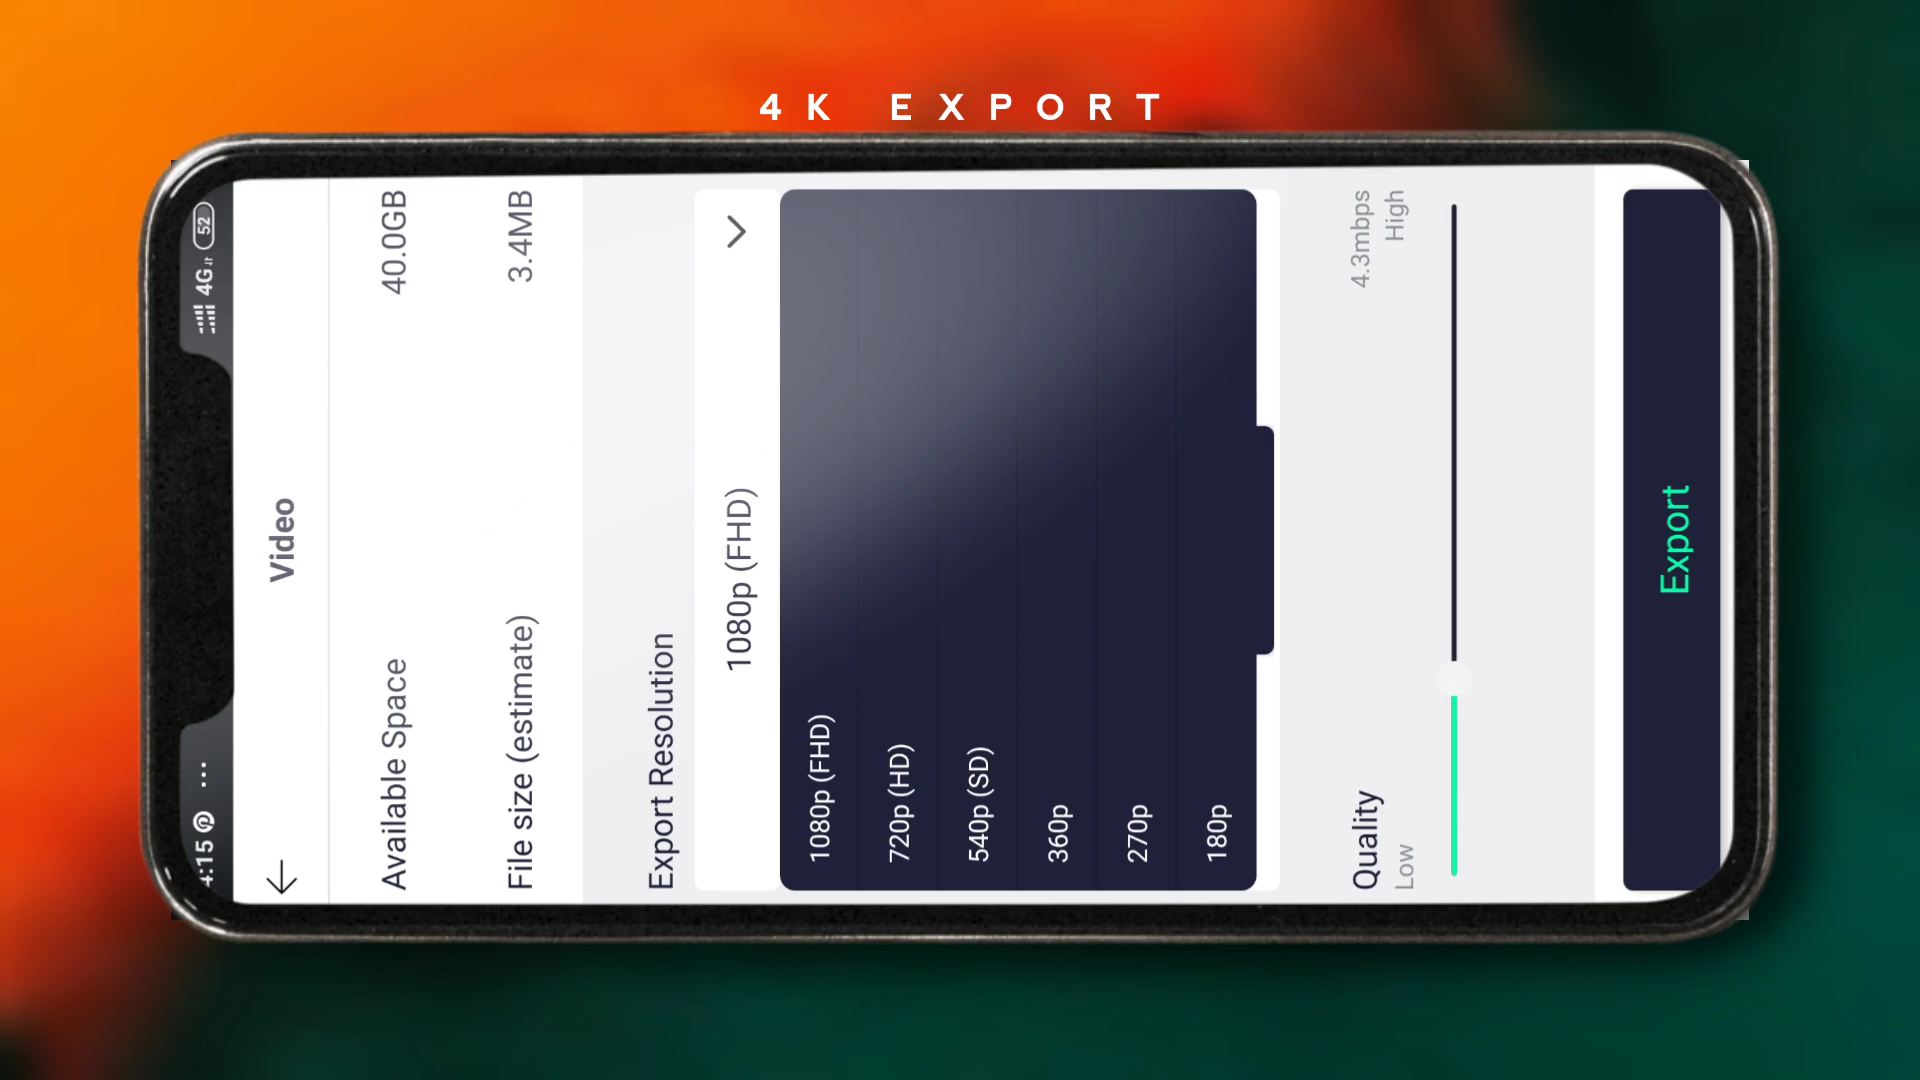 4K EXPORT
4:15 ... 4G 52
Video
Available Space 40.0GB
File size (estimate) 3.4MB
Export Resolution
1080p (FHD)
1080p (FHD)
720p (HD)
540p (SD)
360p
270p
180p
Quality 4.3mbps
Low High
Export